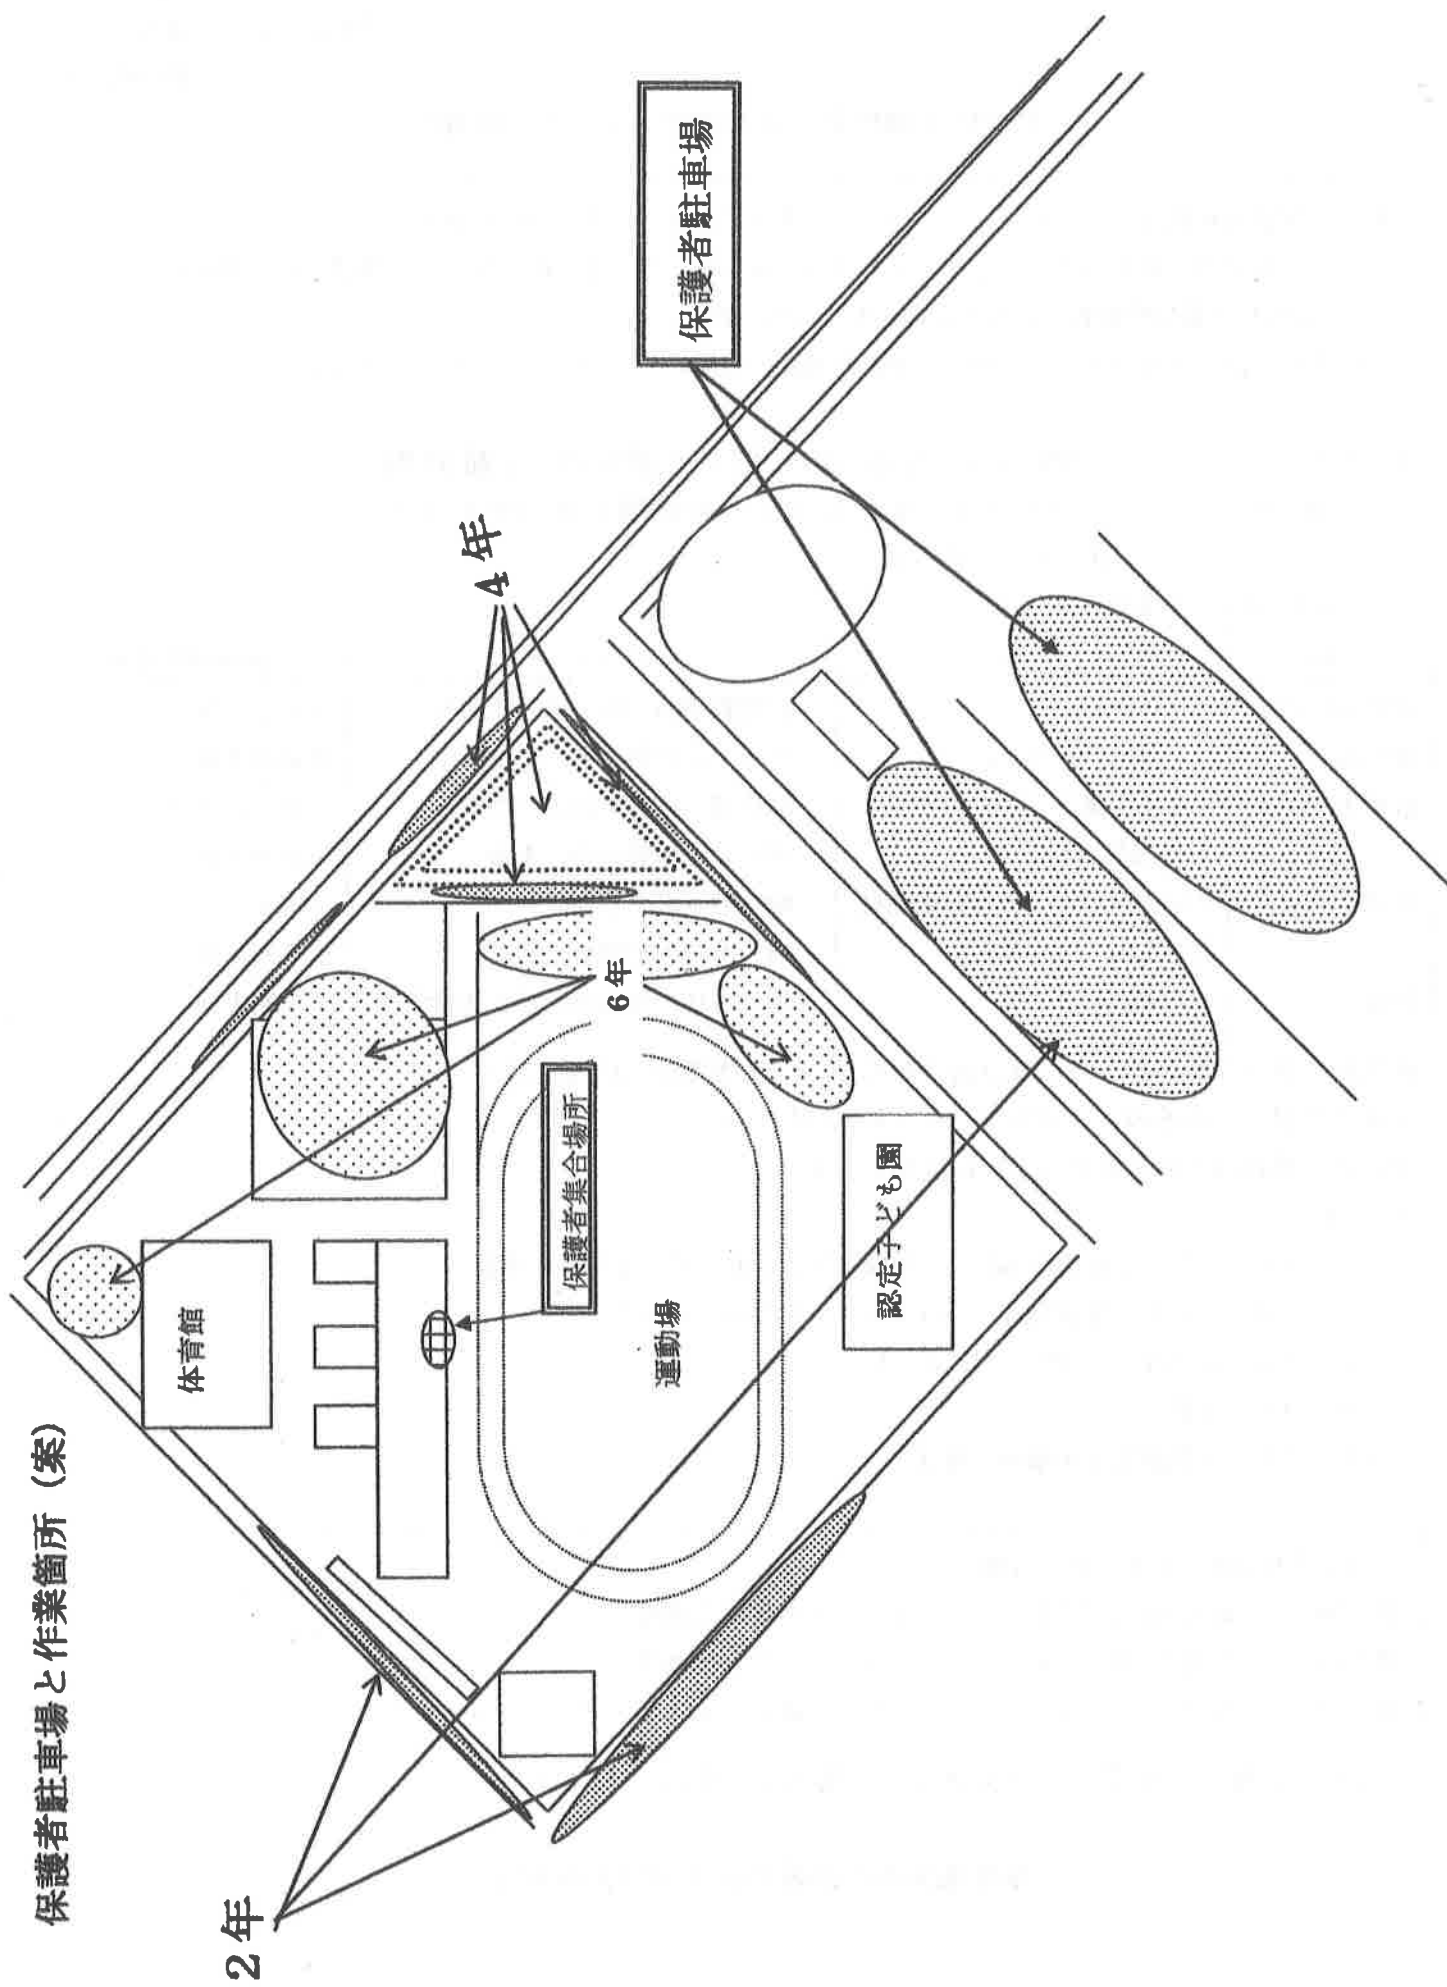 保護者駐車場と作業箇所（案）
保護者駐車場
4年
6年
保護者集合場所
体育館
運動場
認定子ども園
2年